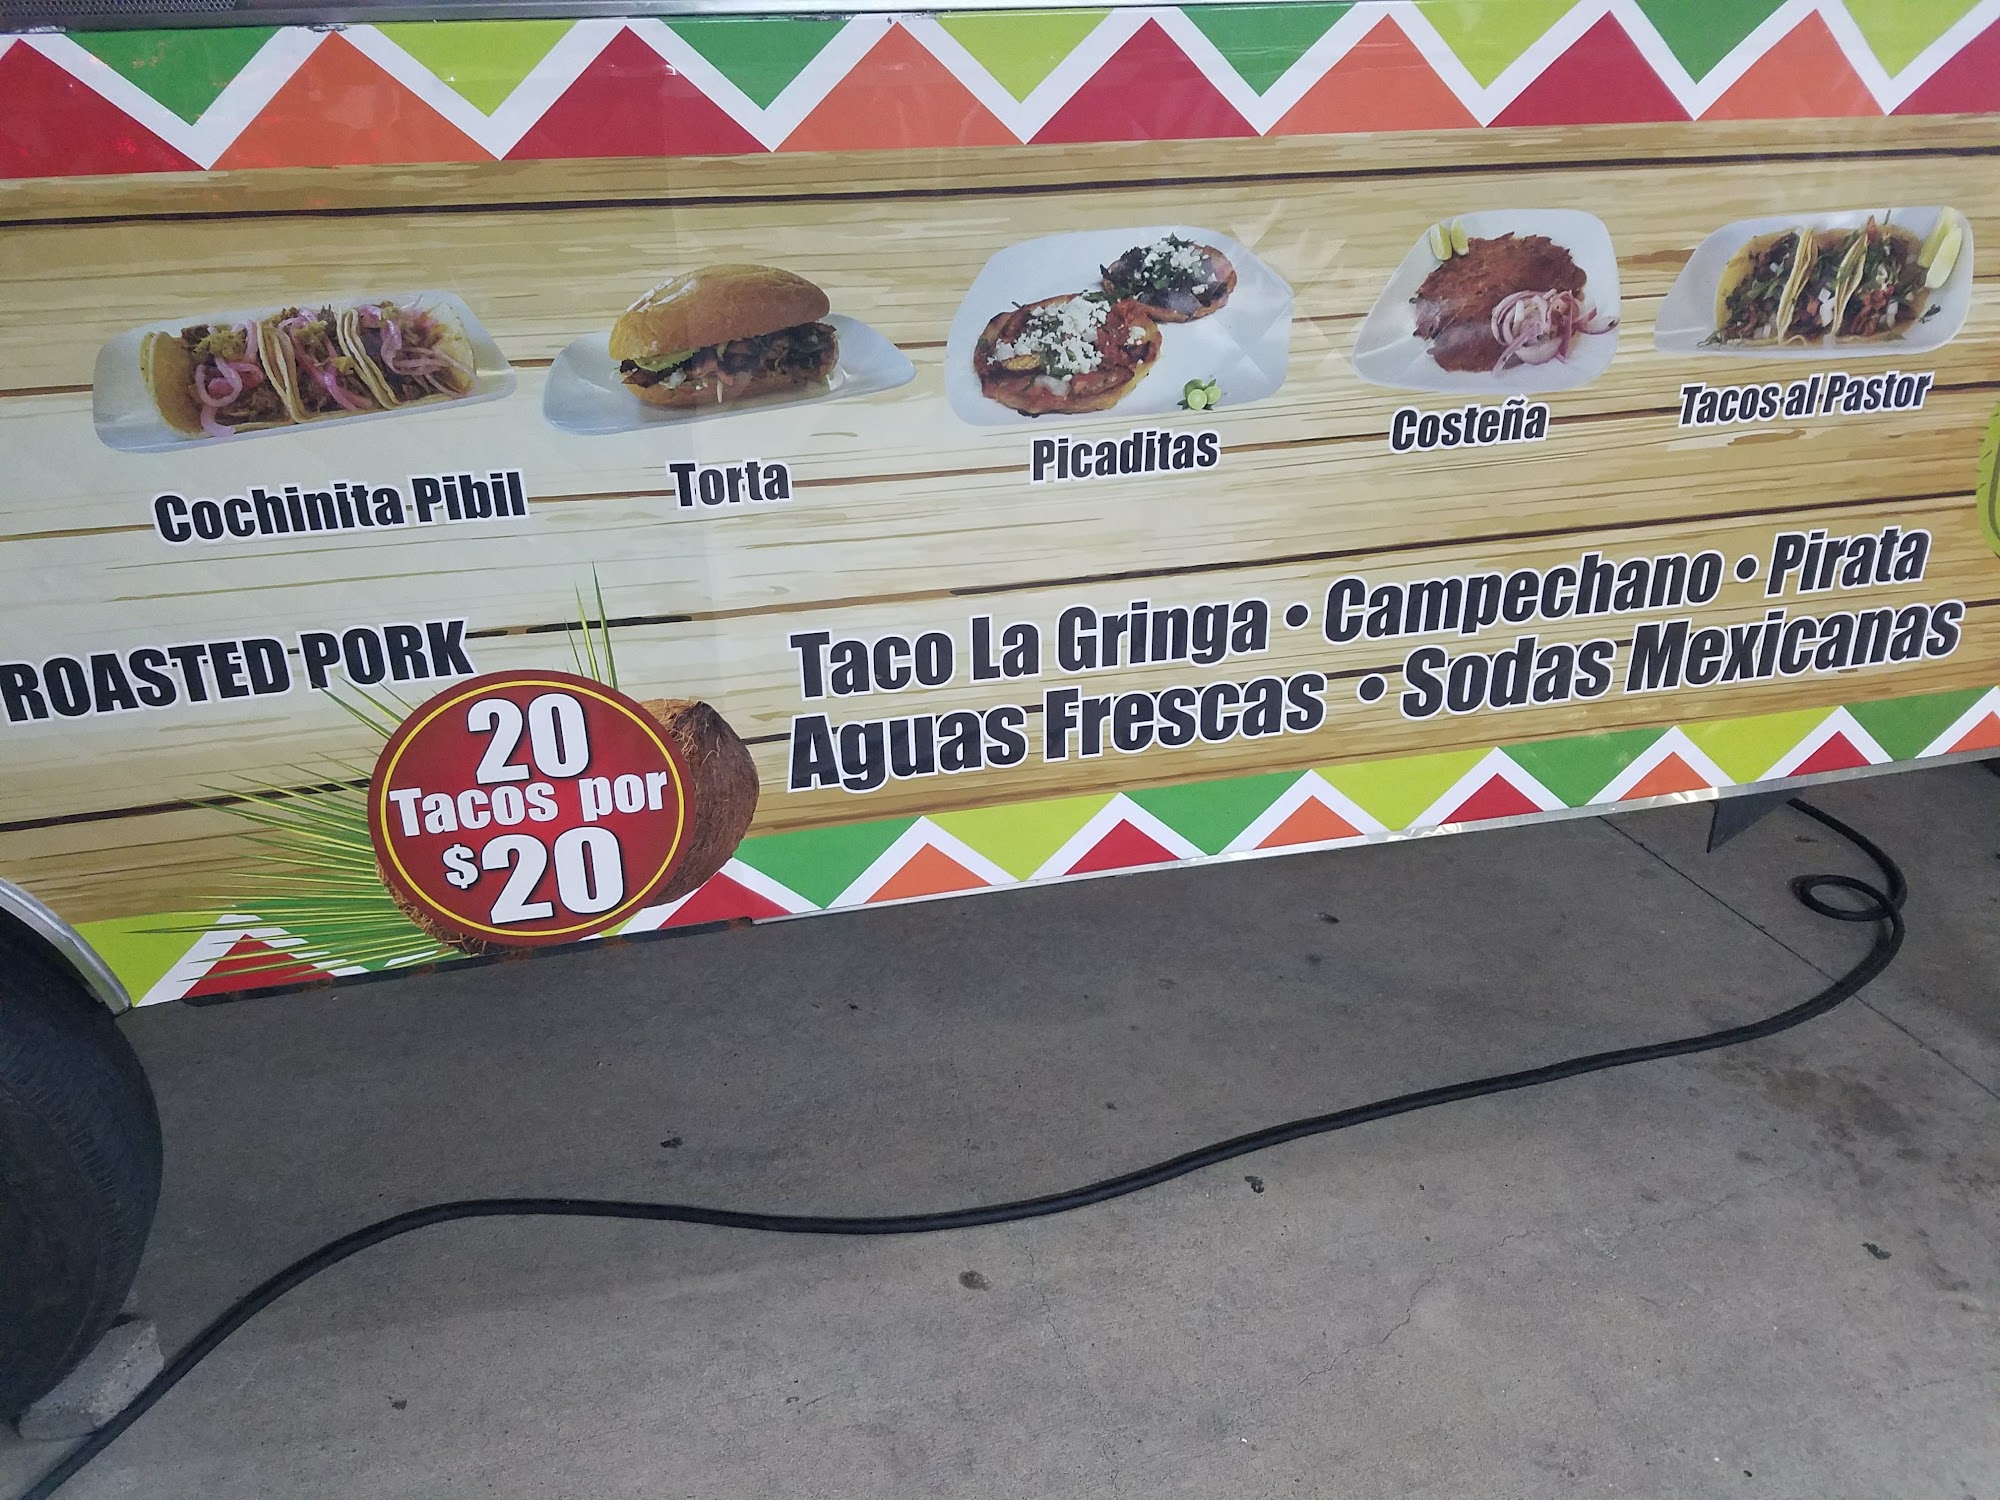 Cochinita Pibil
Torta
Picaditas
Costeña
Tacos al Pastor
ROASTED PORK
20
Tacos por
$20
Taco La Gringa • Campechano • Pirata
Aguas Frescas • Sodas Mexicanas